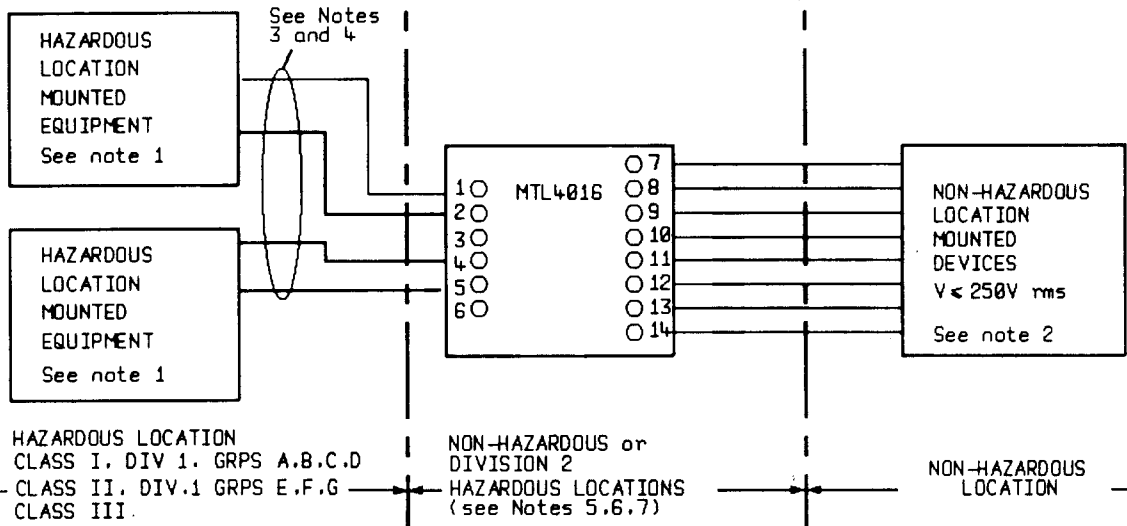 See Notes
3 and 4
HAZARDOUS
LOCATION
MOUNTED
EQUIPMENT
See note 1
HAZARDOUS
LOCATION
MOUNTED
EQUIPMENT
See note 1
MTL4016
1
2
3
4
5
6
7
8
9
10
11
12
13
14
NON-HAZARDOUS
LOCATION
MOUNTED
DEVICES
V≤250V rms
See note 2
HAZARDOUS LOCATION
CLASS I. DIV 1. GRPS A.B.C.D
CLASS II. DIV.1 GRPS E.F.G
CLASS III.
NON-HAZARDOUS or
DIVISION 2
HAZARDOUS LOCATIONS
(see Notes 5.6.7)
NON-HAZARDOUS
LOCATION